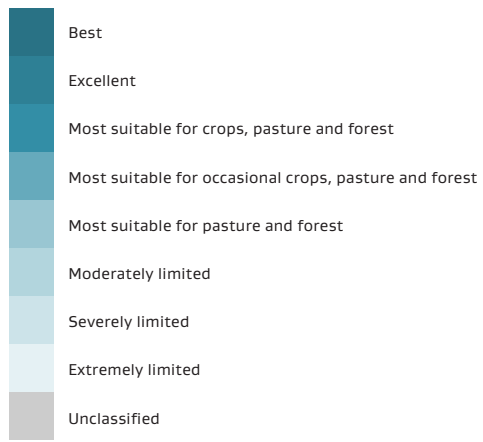 Best
Excellent
Most suitable for crops, pasture and forest
Most suitable for occasional crops, pasture and forest
Most suitable for pasture and forest
Moderately limited
Severely limited
Extremely limited
Unclassified